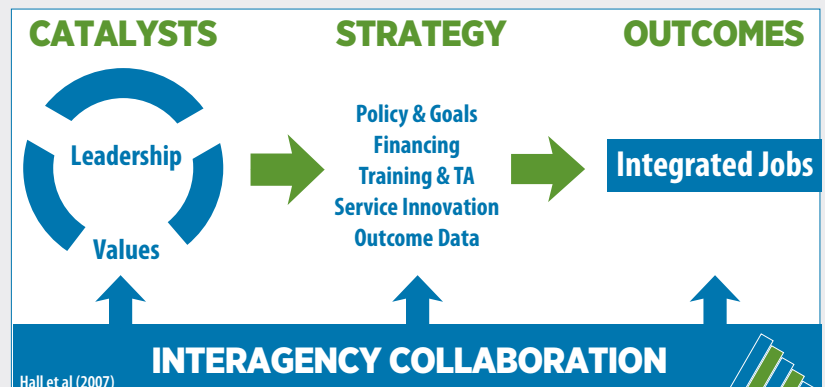 CATALYSTS
STRATEGY
OUTCOMES
Leadership
Values
Policy & Goals
Financing
Training & TA
Service Innovation
Outcome Data
Integrated Jobs
INTERAGENCY COLLABORATION
Hall et al (2007)